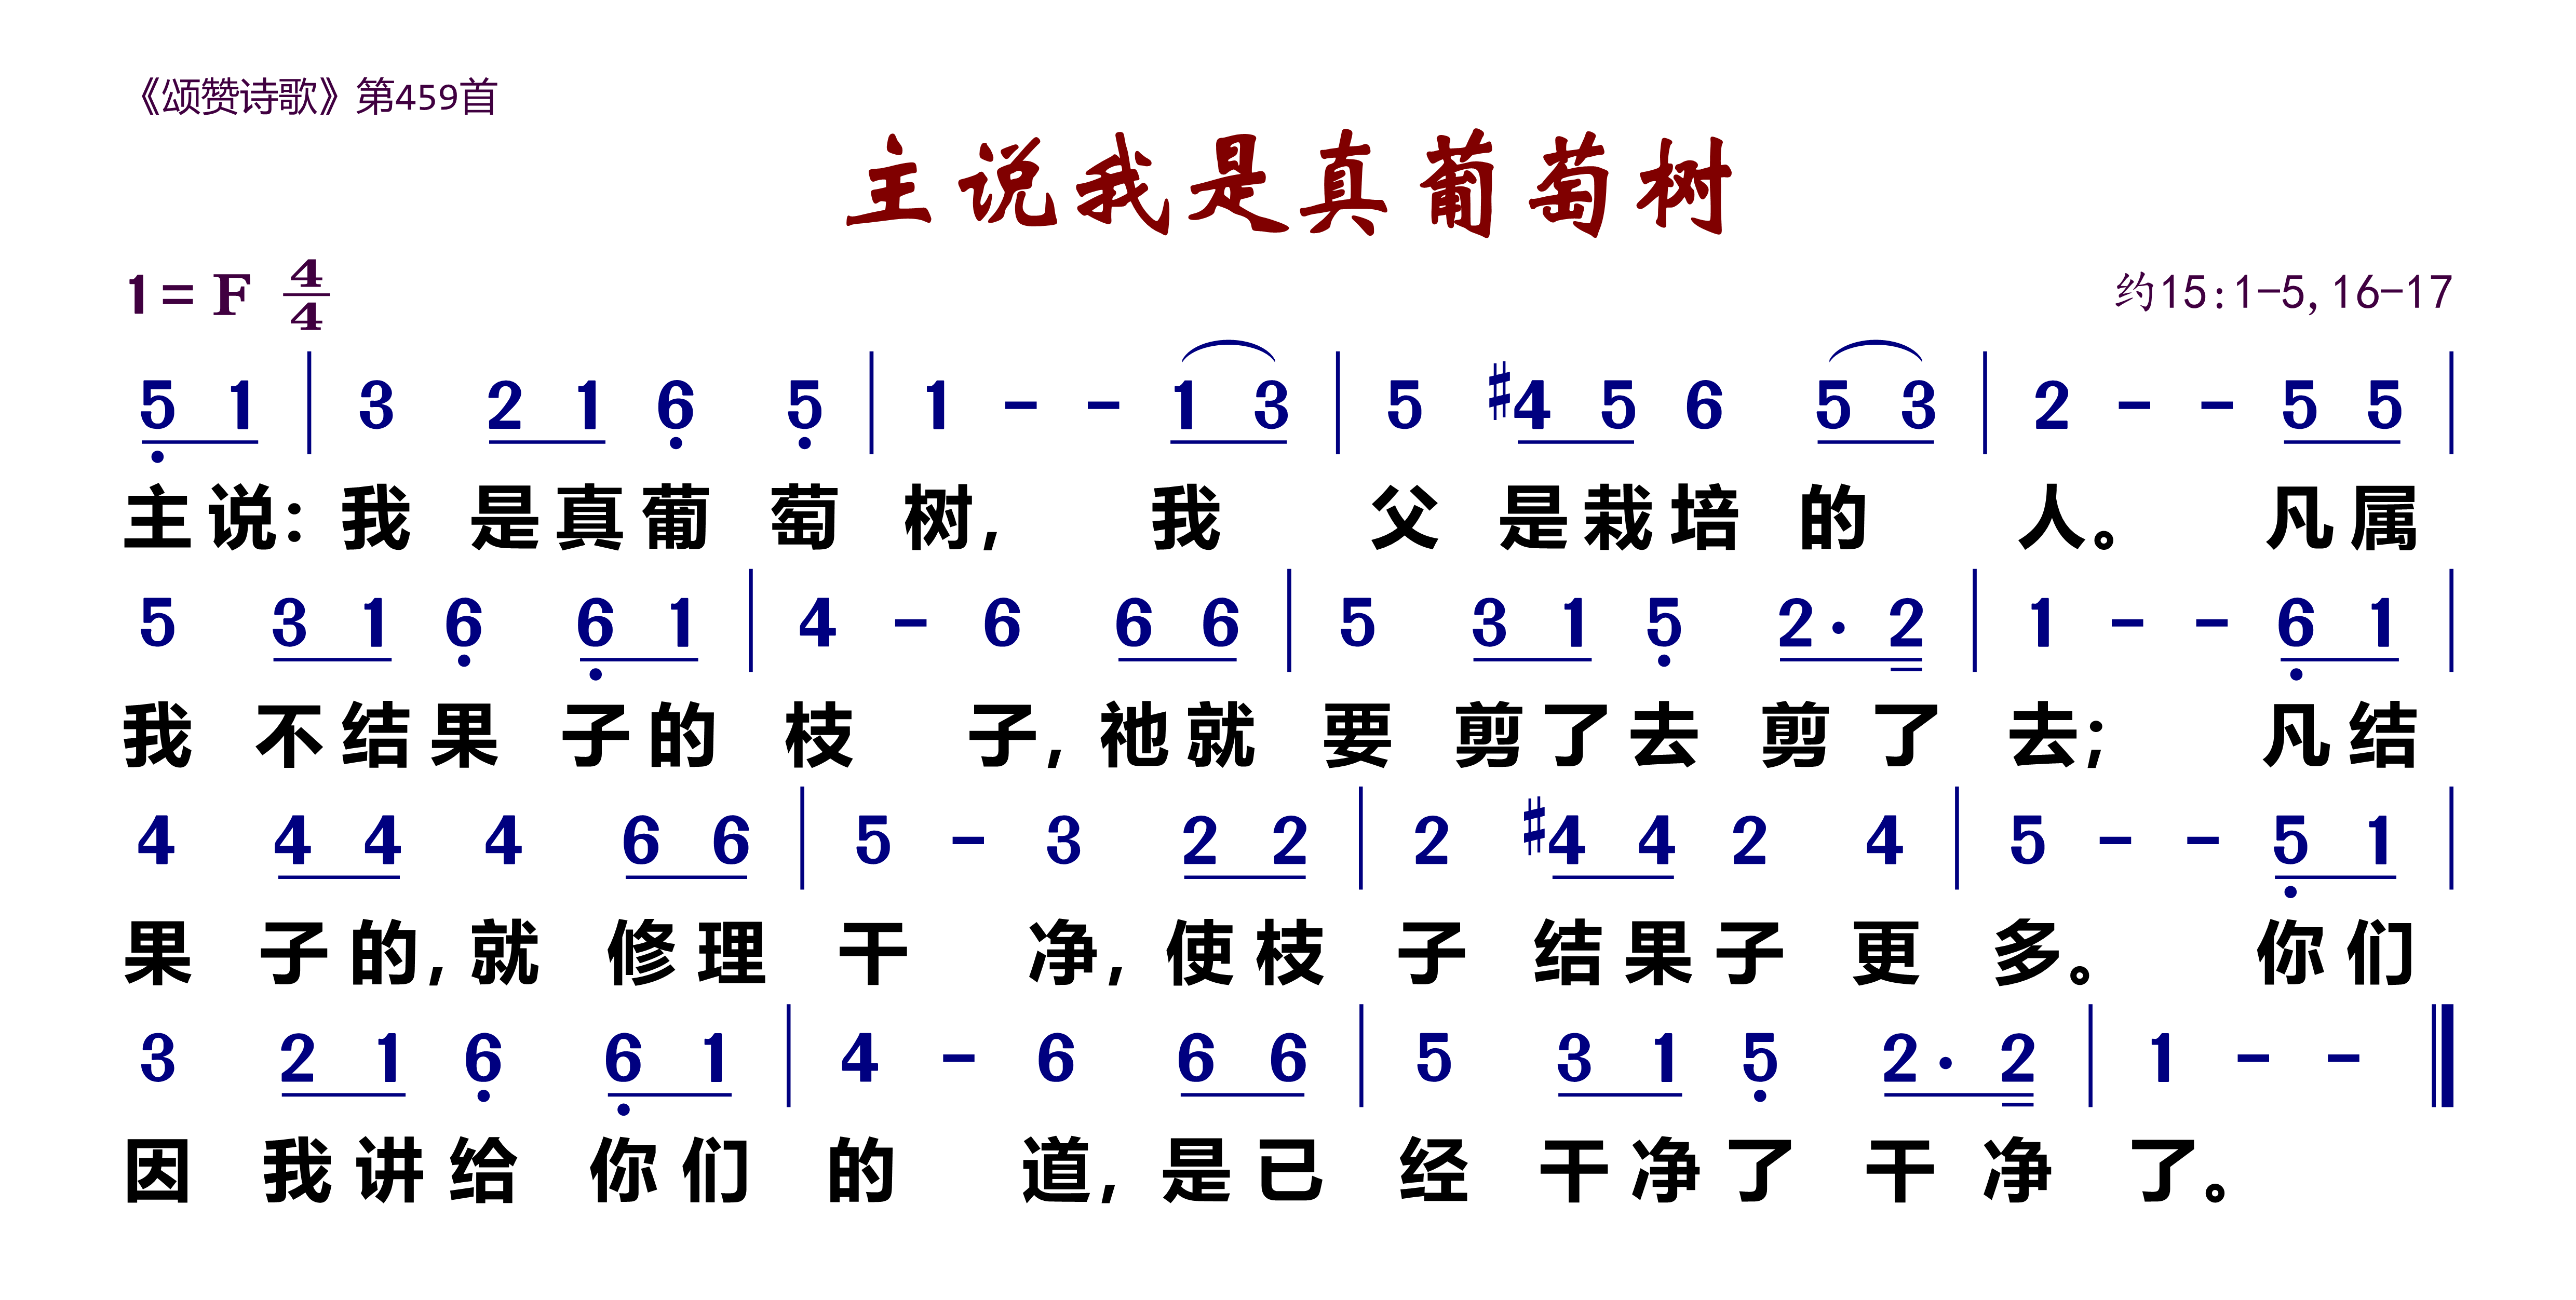 《颂赞诗歌》第459首
主说我是真葡萄树
1=F 4/4 约15:1-5,16-17
5 1 | 3 2 1 6 5 | 1 - - 1 3 | 5 #4 5 6 5 3 | 2 - - 5 5 |
主说:我是真葡萄树,我父是栽培的人。凡属
5 3 1 6 6 1 | 4 - 6 6 6 | 5 3 1 5 2· 2 | 1 - - 6 1 |
我不结果子的枝子,祂就要剪了去剪了去;凡结
4 4 4 4 6 6 | 5 - 3 2 2 | 2 #4 4 2 4 | 5 - - 5 1 |
果子的,就修理干净,使枝子结果子更多。你们
3 2 1 6 6 1 | 4 - 6 6 6 | 5 3 1 5 2· 2 | 1 - - ‖
因我讲给你们的道,是已经干净了干净了。